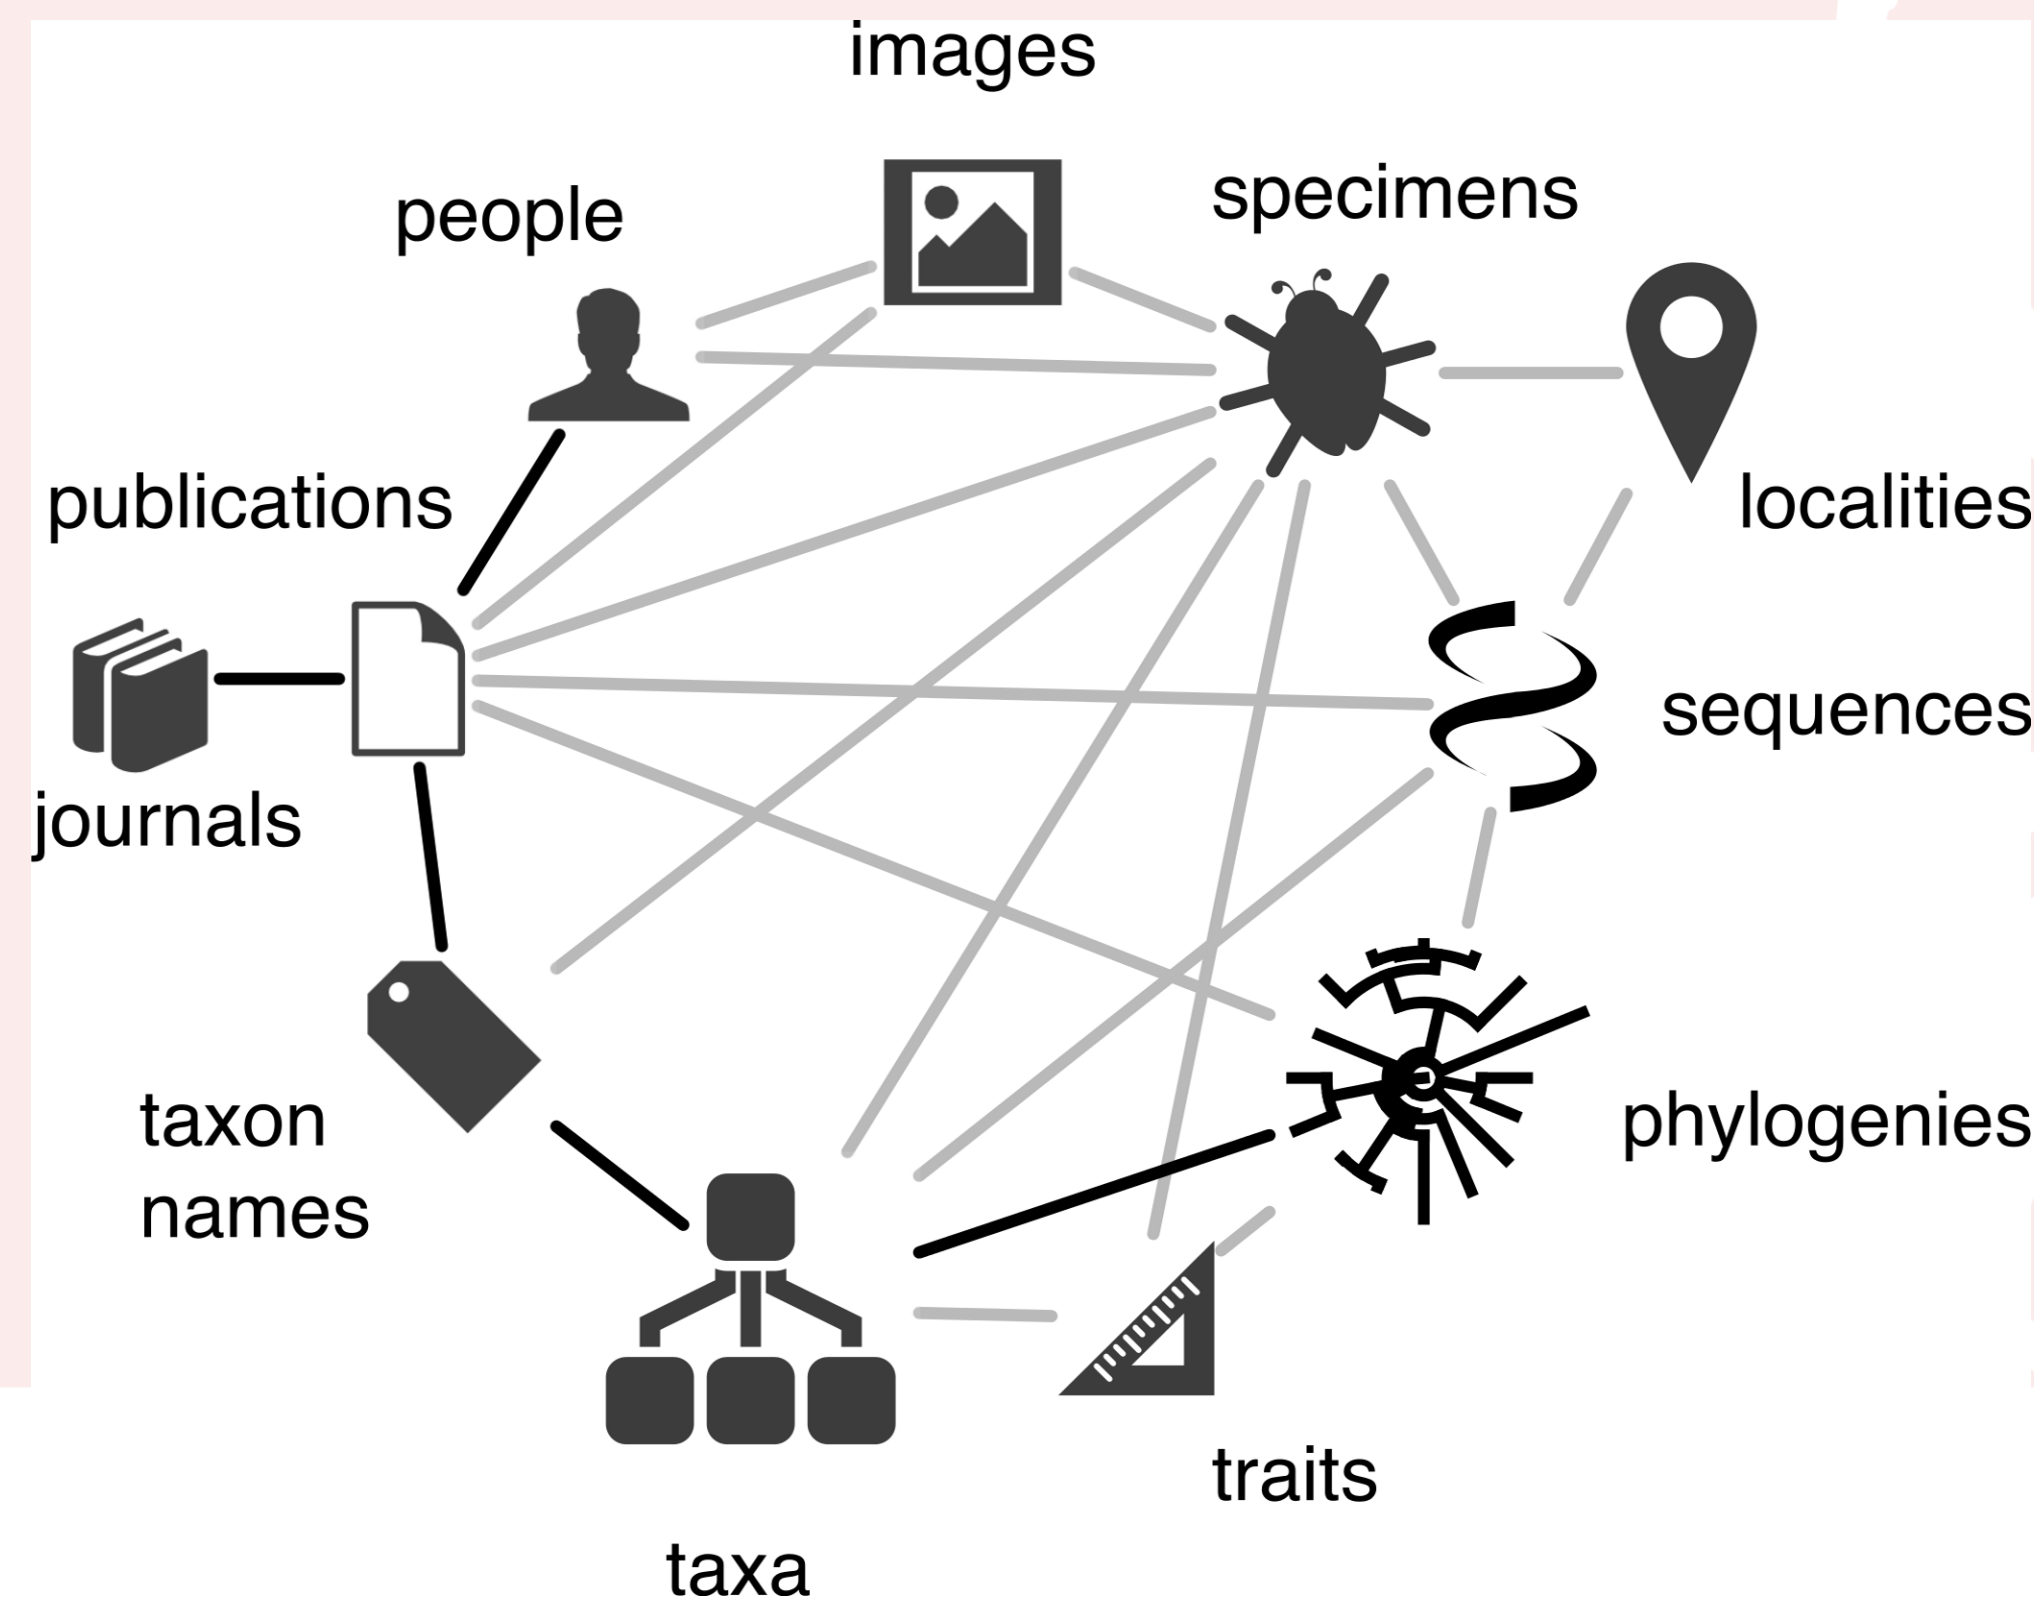 images
people
specimens
publications
localities
journals
sequences
taxon
names
phylogenies
traits
taxa